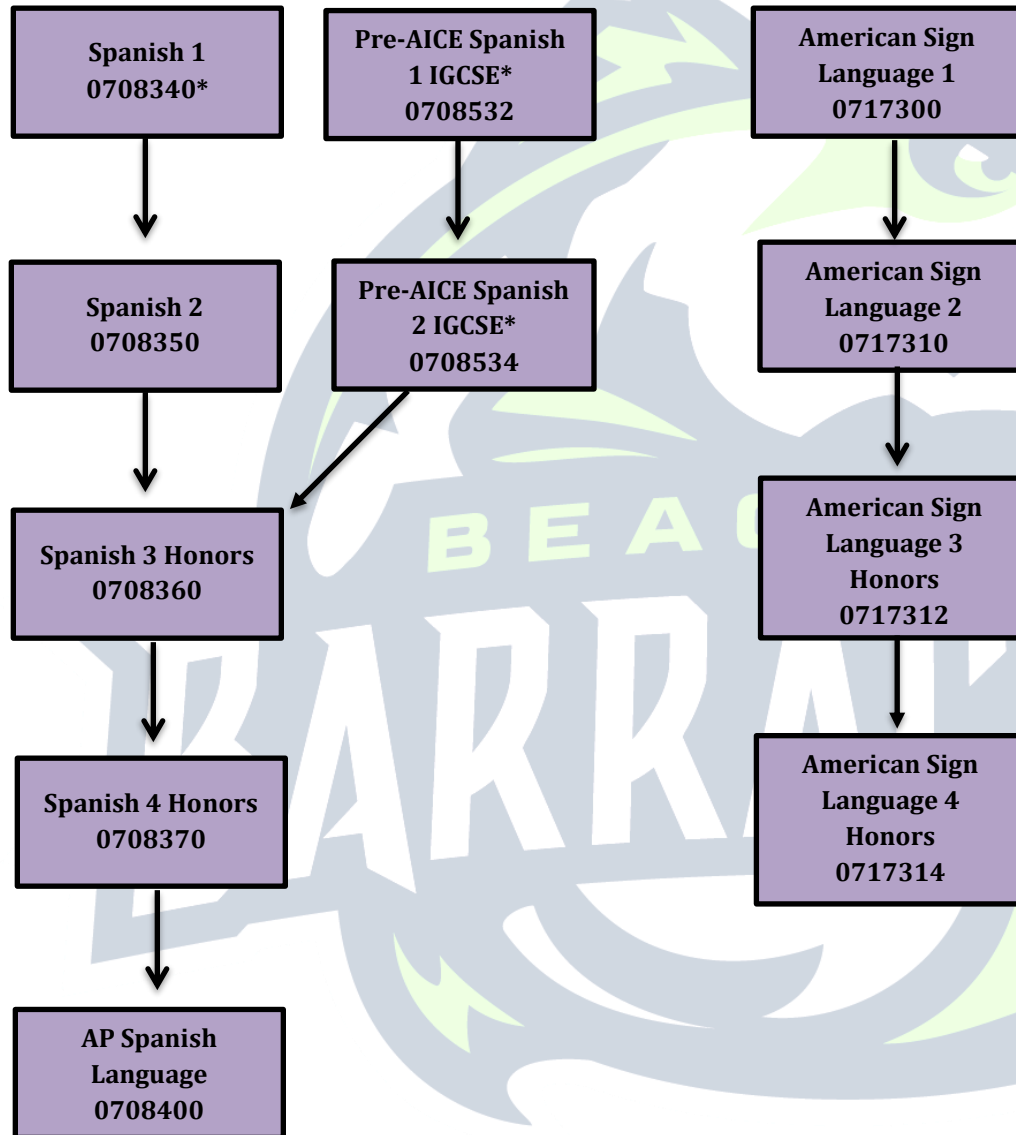 Spanish 1
0708340*
Pre-AICE Spanish
1 IGCSE*
0708532
American Sign
Language 1
0717300
Spanish 2
0708350
Pre-AICE Spanish
2 IGCSE*
0708534
American Sign
Language 2
0717310
Spanish 3 Honors
0708360
American Sign
Language 3
Honors
0717312
Spanish 4 Honors
0708370
American Sign
Language 4
Honors
0717314
AP Spanish
Language
0708400